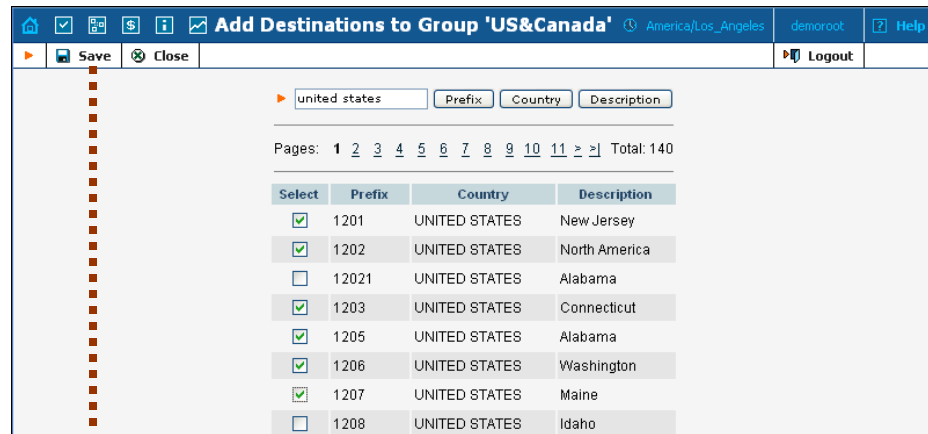 Add Destinations to Group 'US&Canada' America/Los_Angeles demoroot ? Help
Save Close Logout
united states Prefix Country Description
Pages: 1 2 3 4 5 6 7 8 9 10 11 > >| Total: 140
Select Prefix Country Description
1201 UNITED STATES New Jersey
1202 UNITED STATES North America
12021 UNITED STATES Alabama
1203 UNITED STATES Connecticut
1205 UNITED STATES Alabama
1206 UNITED STATES Washington
1207 UNITED STATES Maine
1208 UNITED STATES Idaho